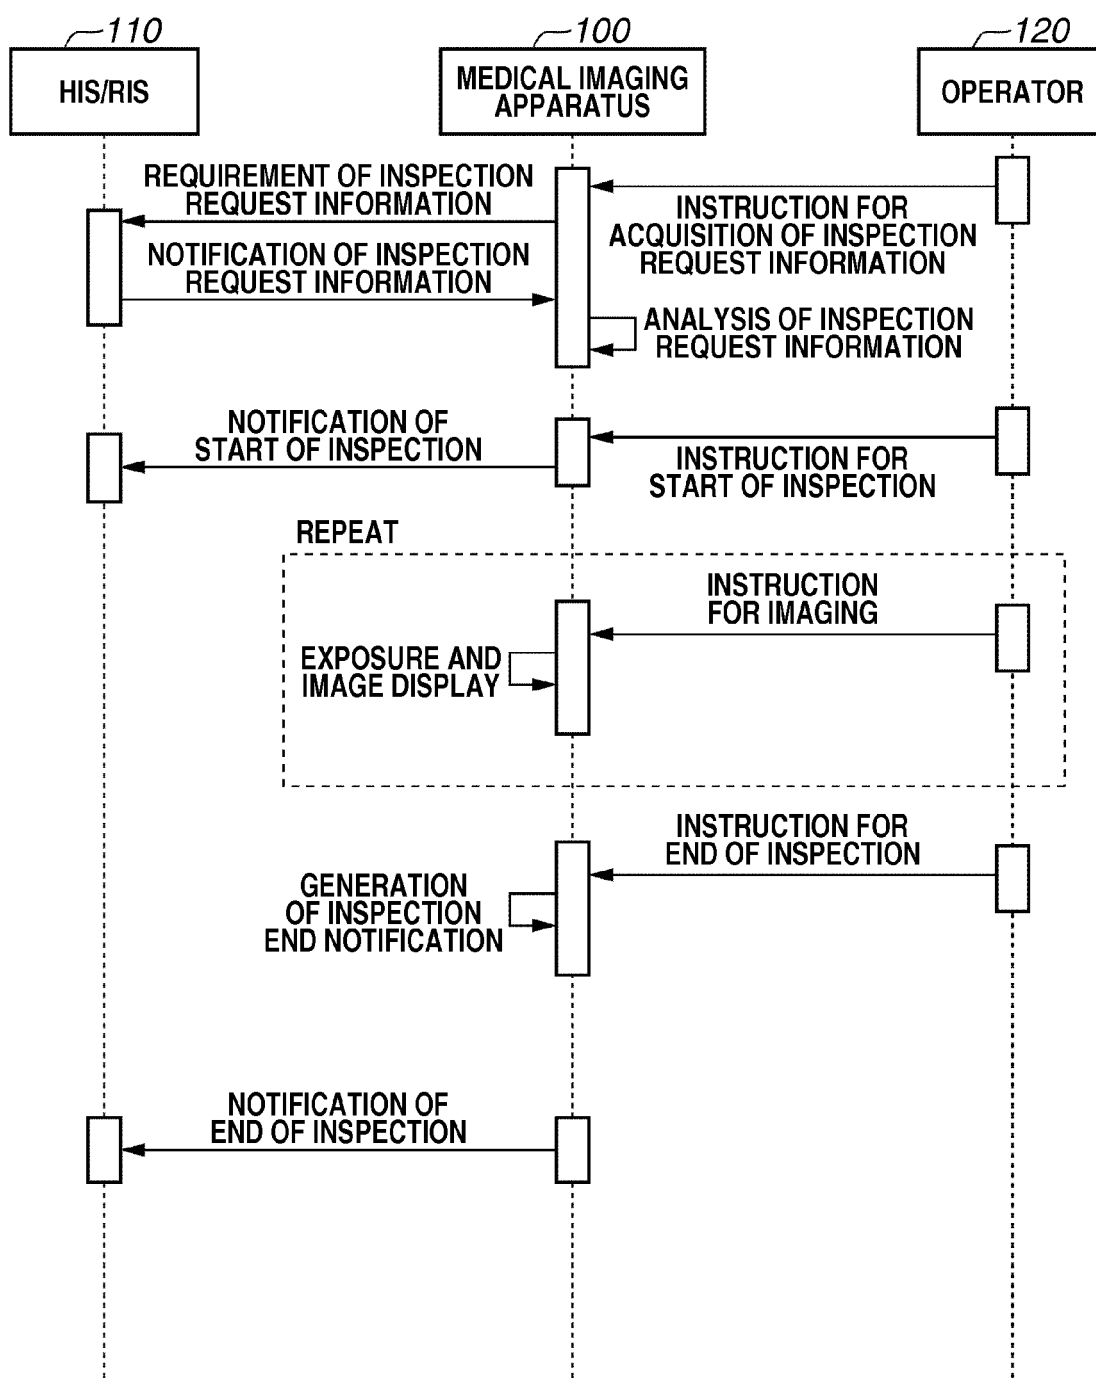 110
100
120
HIS/RIS
MEDICAL IMAGING
APPARATUS
OPERATOR
REQUIREMENT OF INSPECTION
REQUEST INFORMATION
INSTRUCTION FOR
ACQUISITION OF INSPECTION
REQUEST INFORMATION
NOTIFICATION OF INSPECTION
REQUEST INFORMATION
ANALYSIS OF INSPECTION
REQUEST INFORMATION
NOTIFICATION OF
START OF INSPECTION
INSTRUCTION FOR
START OF INSPECTION
REPEAT
INSTRUCTION
FOR IMAGING
EXPOSURE AND
IMAGE DISPLAY
INSTRUCTION FOR
END OF INSPECTION
GENERATION
OF INSPECTION
END NOTIFICATION
NOTIFICATION OF
END OF INSPECTION